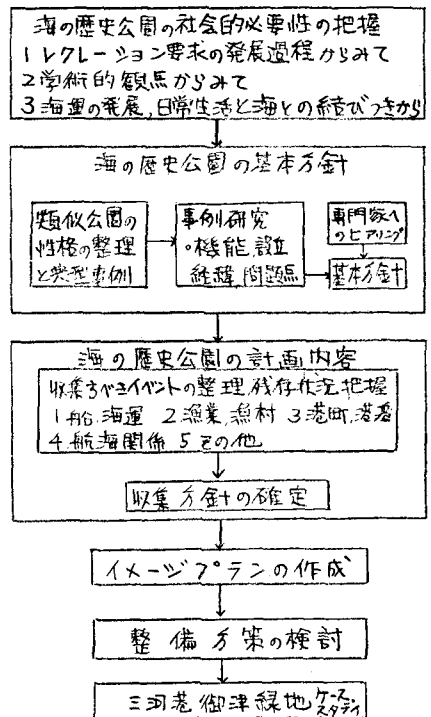 海の歴史公園の社会的必要性の把握
1 レクレーション要求の発展過程からみて
2 学術的観点からみて
3 海運の発展、日常生活と海との結びつきから
海の歴史公園の基本方針
類似公園の
性格の整理
と典型事例
事例研究
・機能、設立
経緯、問題点
専門家へ
のヒアリング
基本方針
海の歴史公園の計画内容
収集すべきイベントの整理、残存状況把握
1. 船、海運 2. 漁業、漁村 3 港町、港湾
4. 航海関係 5 その他
収集方針の確定
イメージプランの作成
整備方策の検討
三河港御津緑地 ケース
スタディ